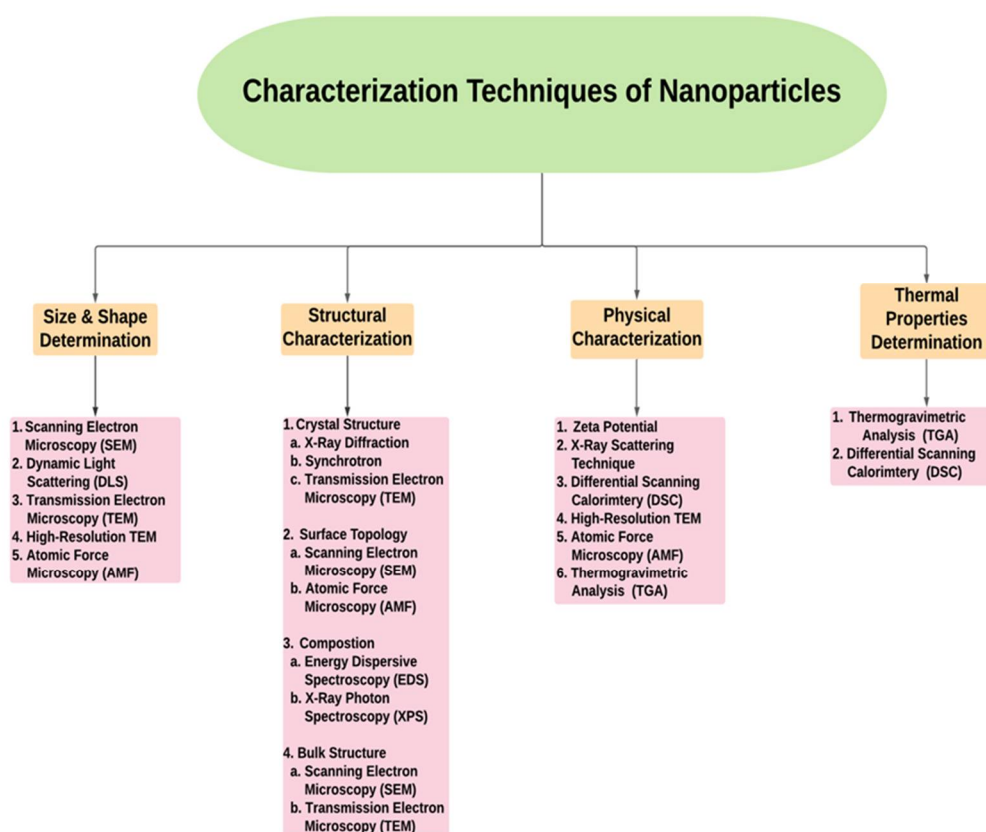 Characterization Techniques of Nanoparticles
Size & Shape
Determination
1. Scanning Electron
Microscopy (SEM)
2. Dynamic Light
Scattering (DLS)
3. Transmission Electron
Microscopy (TEM)
4. High-Resolution TEM
5. Atomic Force
Microscopy (AMF)
Structural
Characterization
1. Crystal Structure
a. X-Ray Diffraction
b. Synchrotron
c. Transmission Electron
Microscopy (TEM)
2. Surface Topology
a. Scanning Electron
Microscopy (SEM)
b. Atomic Force
Microscopy (AMF)
3. Compostion
a. Energy Dispersive
Spectroscopy (EDS)
b. X-Ray Photon
Spectroscopy (XPS)
4. Bulk Structure
a. Scanning Electron
Microscopy (SEM)
b. Transmission Electron
Microscopy (TEM)
Physical
Characterization
1. Zeta Potential
2. X-Ray Scattering
Technique
3. Differential Scanning
Calorimtery (DSC)
4. High-Resolution TEM
5. Atomic Force
Microscopy (AMF)
6. Thermogravimetric
Analysis (TGA)
Thermal
Properties
Determination
1. Thermogravimetric
Analysis (TGA)
2. Differential Scanning
Calorimtery (DSC)